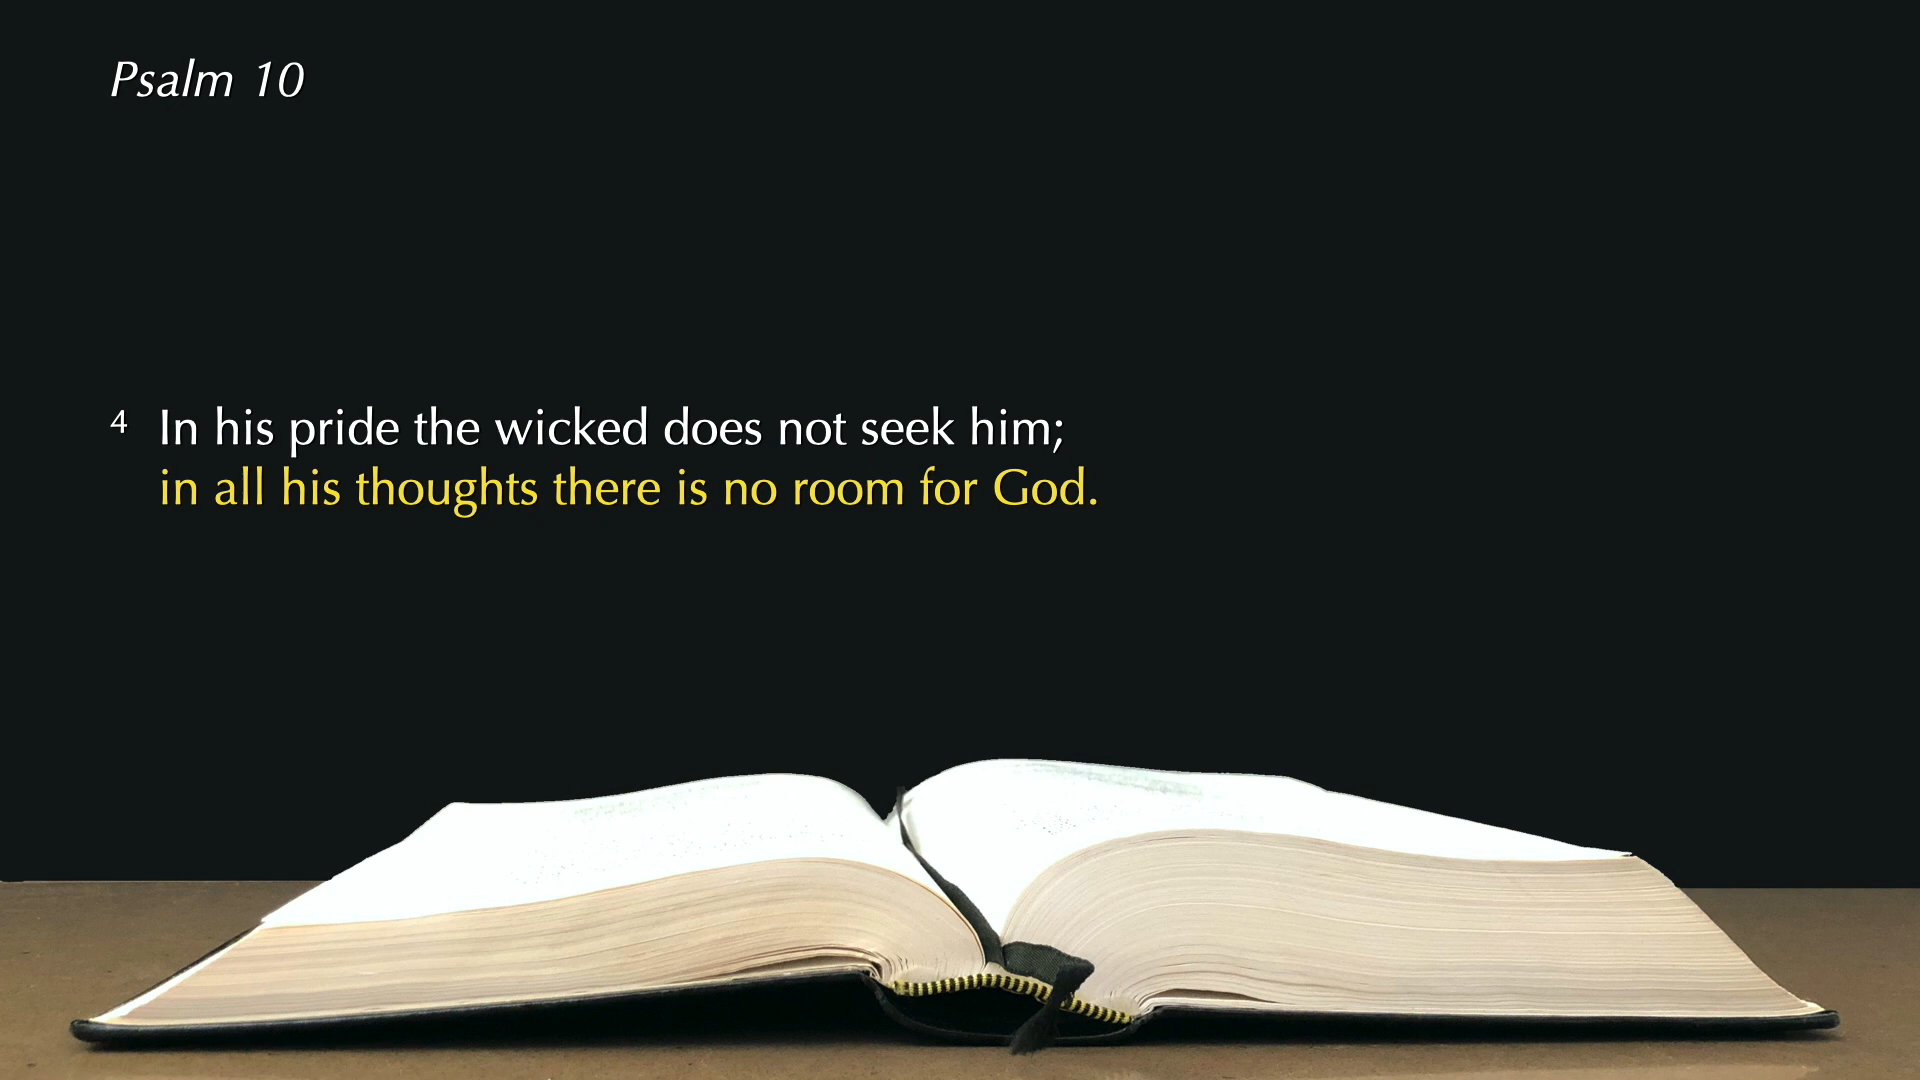 Psalm 10
4 In his pride the wicked does not seek him;
in all his thoughts there is no room for God.